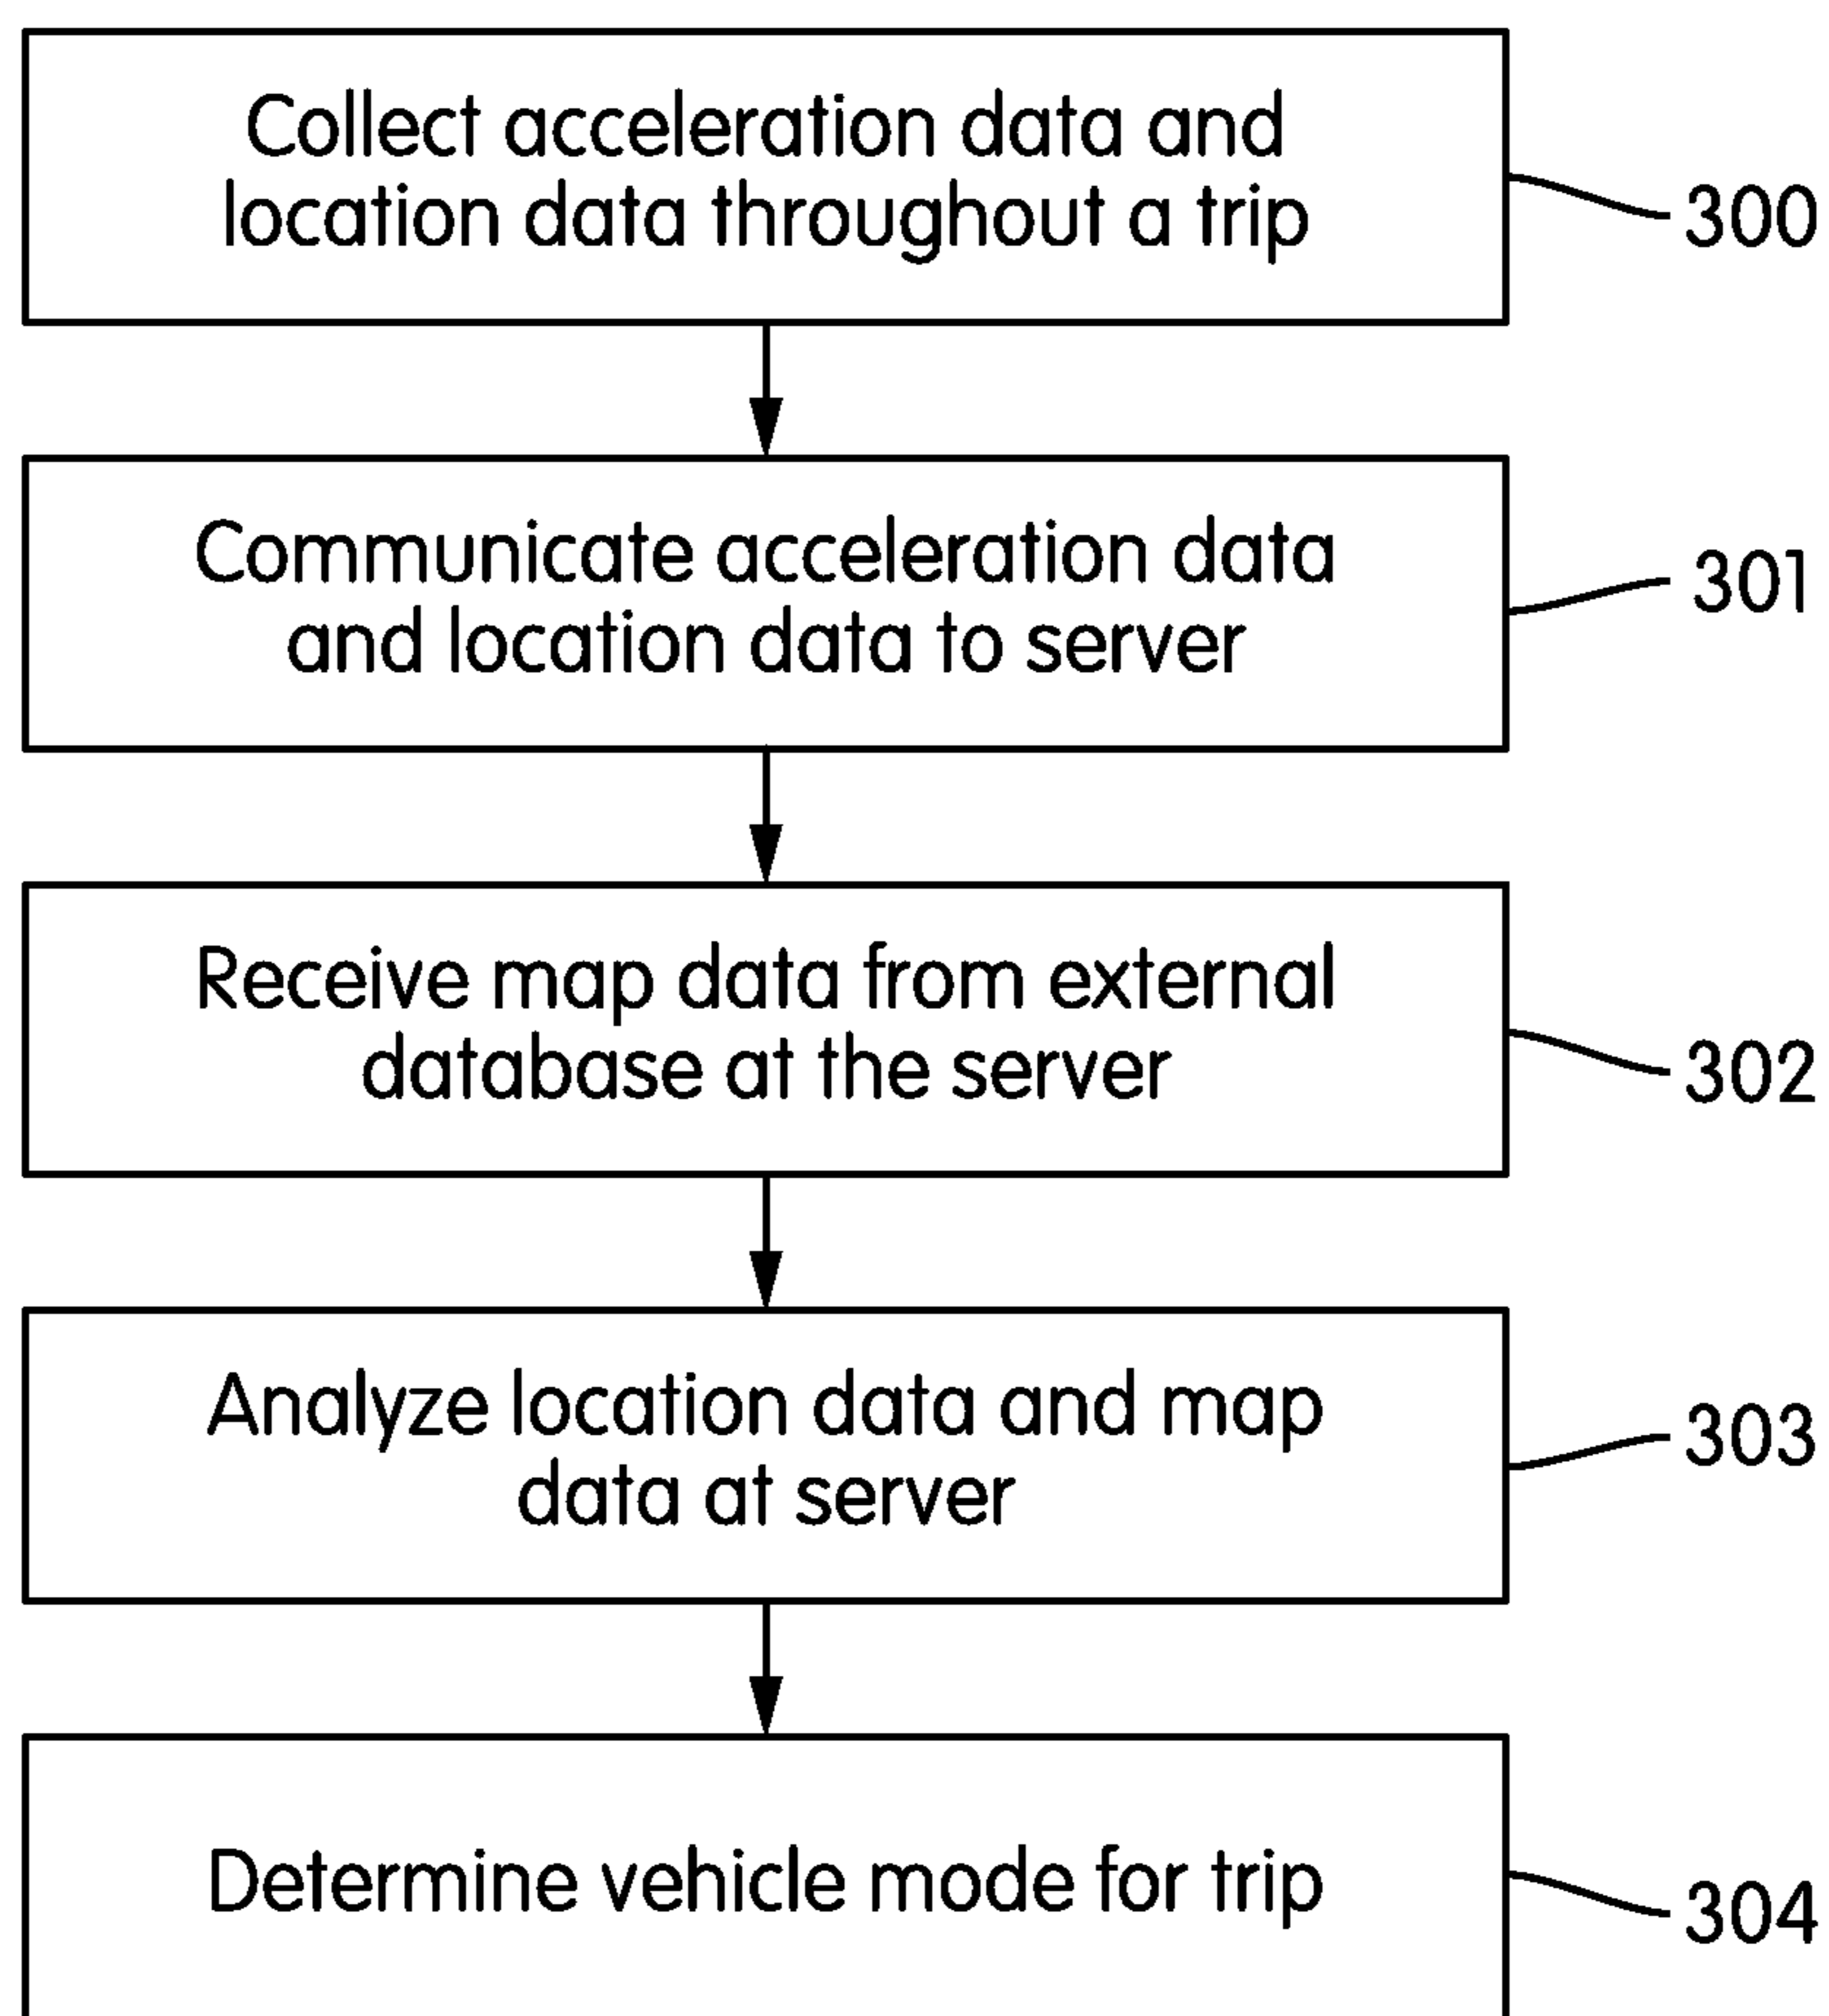 Collect acceleration data and
location data throughout a trip
300
Communicate acceleration data
and location data to server
301
Receive map data from external
database at the server
302
Analyze location data and map
data at server
303
Determine vehicle mode for trip
304